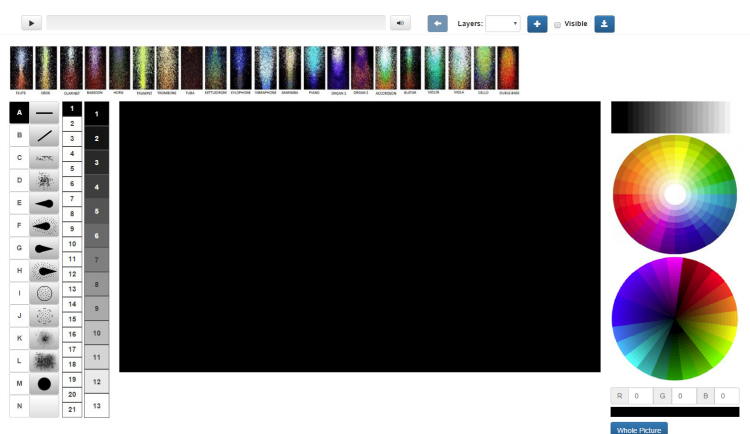 Layers:
Visible
FLUTE OBOE CLARINET BASSOON HORN TRUMPET TROMBONE TUBA KETTLEDRUM XYLOPHONE VIBRAPHONE MARIMBA PIANO ORGAN 1 ORGAN 2 ACCORDION GUITAR VIOLIN VIOLA CELLO DOUBLE BASS
A
B
C
D
E
F
G
H
I
J
K
L
M
N
1
2
3
4
5
6
7
8
9
10
11
12
13
14
15
16
17
18
19
20
21
1
2
3
4
5
6
7
8
9
10
11
12
13
R 0 G 0 B 0
Whole Picture